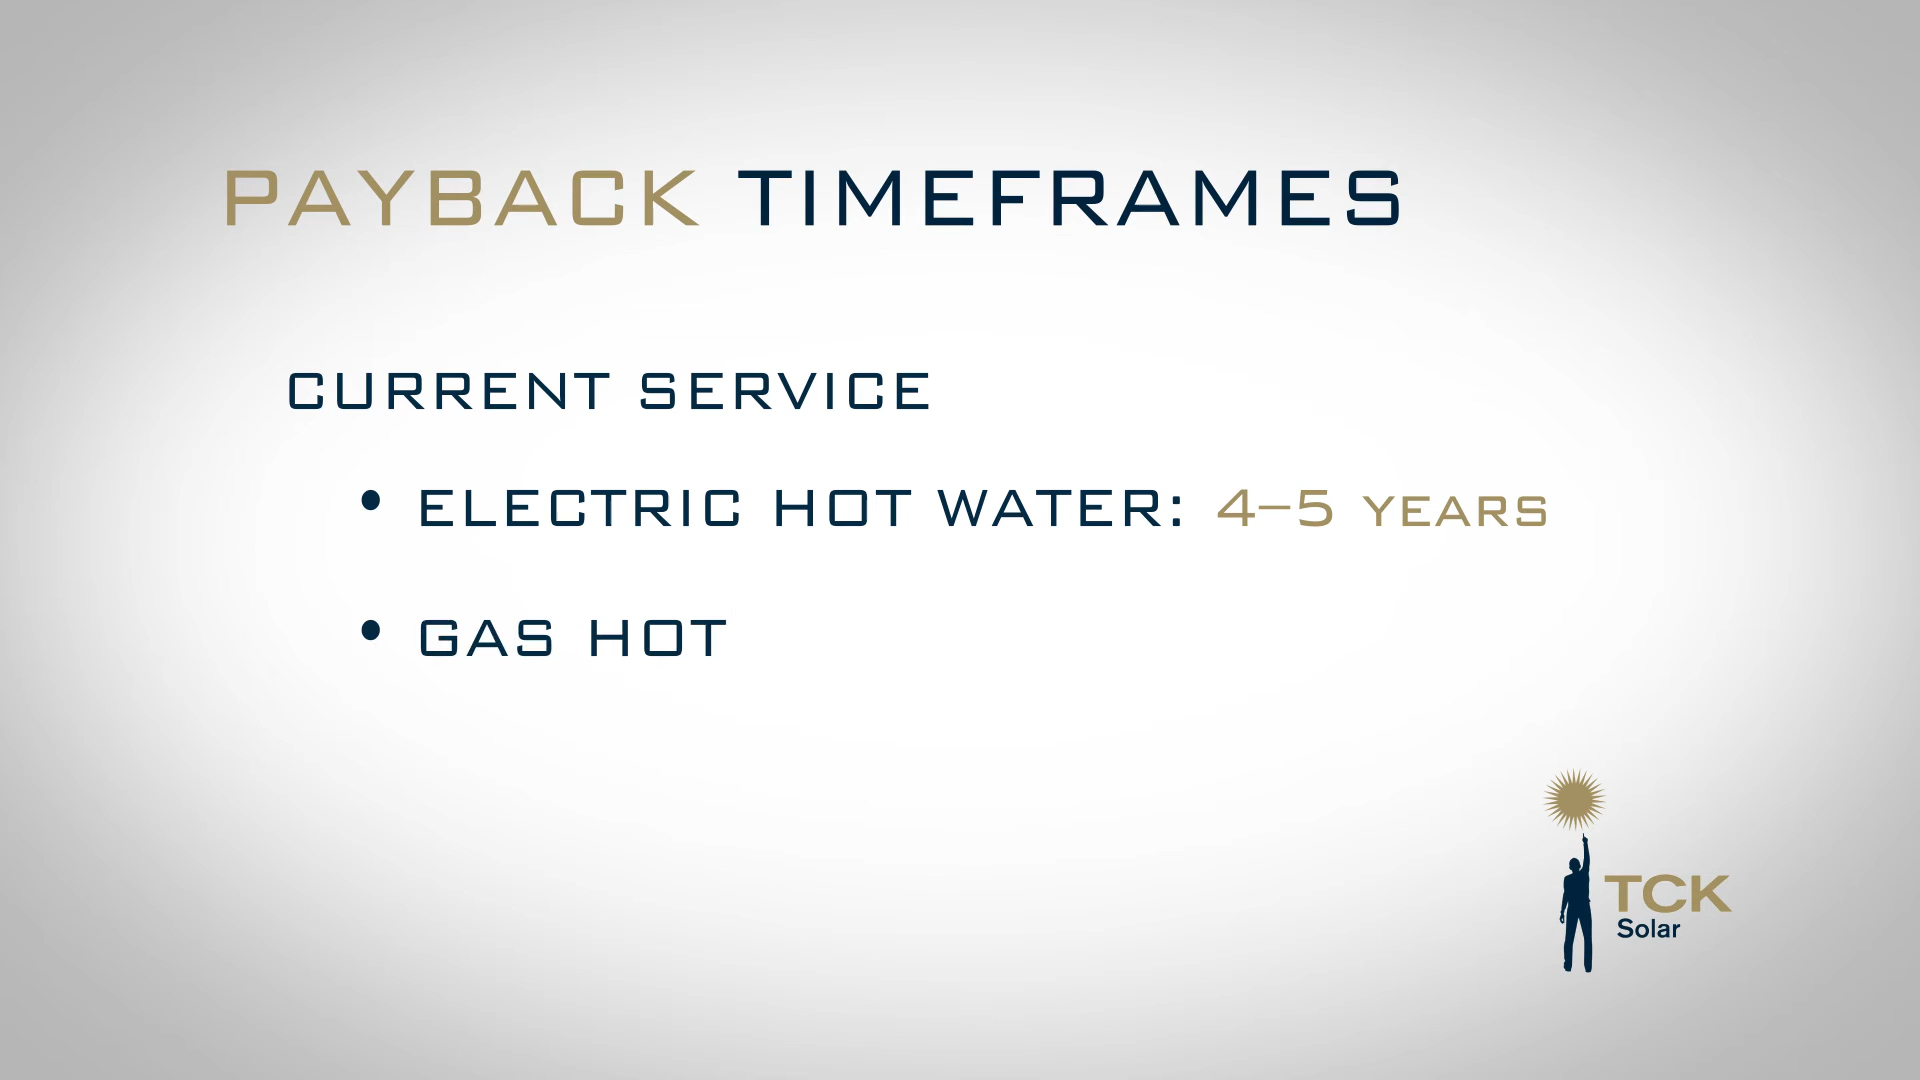 PAYBACK TIMEFRAMES
CURRENT SERVICE
• ELECTRIC HOT WATER: 4–5 YEARS
• GAS HOT
TCK
Solar